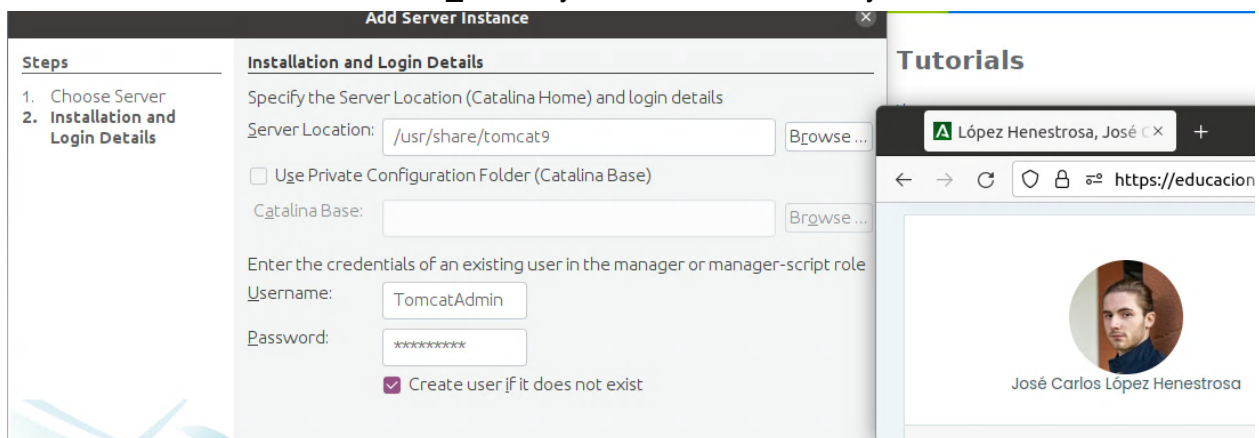 Add Server Instance
Steps
1. Choose Server
2. Installation and
Login Details
Installation and Login Details
Specify the Server Location (Catalina Home) and login details
Server Location:
/usr/share/tomcat9
Browse ...
Use Private Configuration Folder (Catalina Base)
Catalina Base:
Browse ...
Enter the credentials of an existing user in the manager or manager-script role
Username:
TomcatAdmin
Password:
*********
Create user if it does not exist
Tutorials
López Henestrosa, José C
https://educacion
José Carlos López Henestrosa